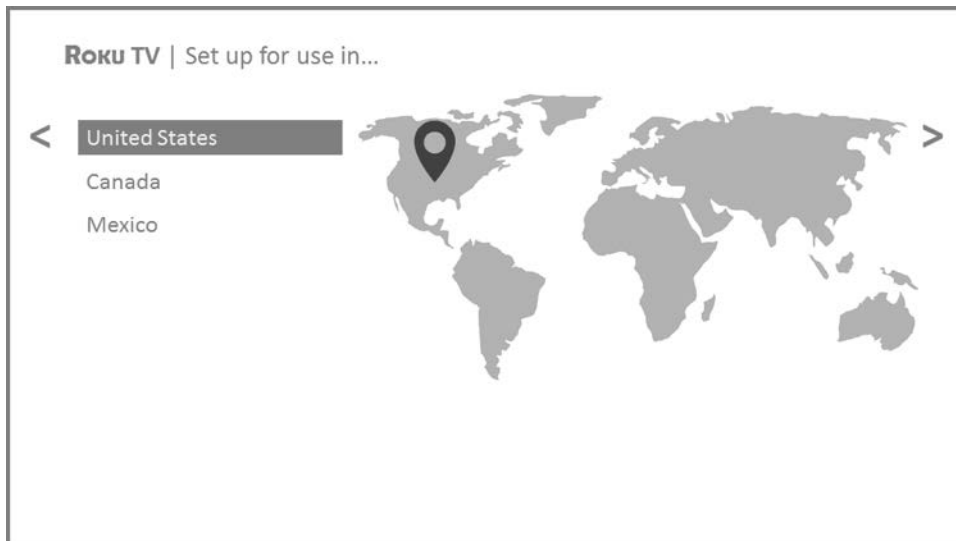 ROKU TV | Set up for use in...
< United States >
Canada
Mexico